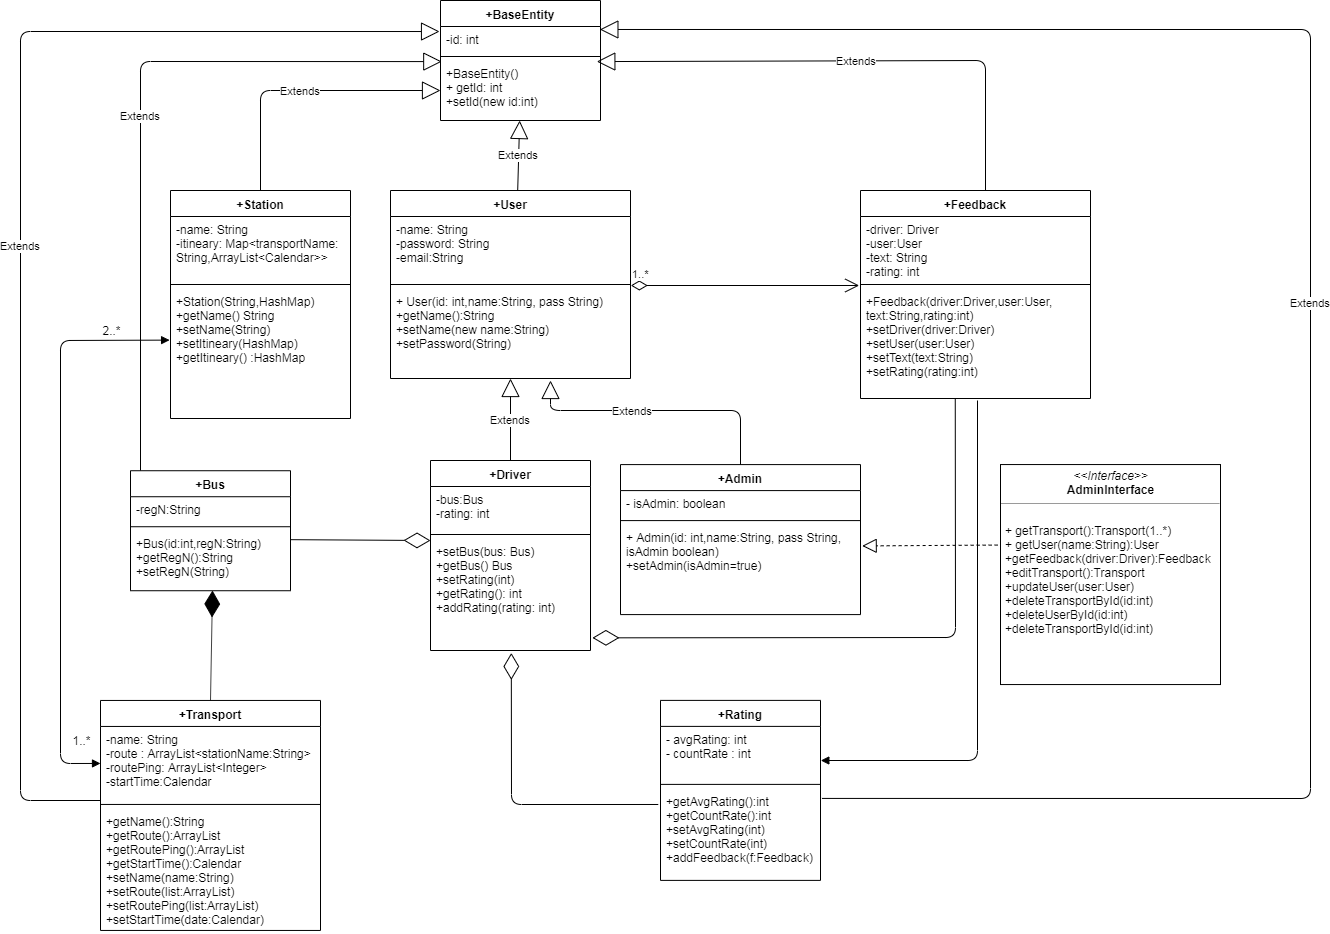 +BaseEntity
-id: int
+BaseEntity()
+ getId: int
+setId(new id:int)
Extends
Extends
Extends
Extends
Extends
Extends
+Station
-name: String
-itineary: Map<transportName:
String,ArrayList<Calendar>>
+Station(String,HashMap)
+getName() String
+setName(String)
+setItineary(HashMap)
+getItineary() :HashMap
+User
-name: String
-password: String
-email:String
+ User(id: int,name:String, pass String)
+getName():String
+setName(new name:String)
+setPassword(String)
1..*
+Feedback
-driver: Driver
-user:User
-text: String
-rating: int
+Feedback(driver:Driver,user:User,
text:String,rating:int)
+setDriver(driver:Driver)
+setUser(user:User)
+setText(text:String)
+setRating(rating:int)
Extends
2..*
Extends
Extends
+Bus
-regN:String
+Bus(id:int,regN:String)
+getRegN():String
+setRegN(String)
+Driver
-bus:Bus
-rating: int
+setBus(bus: Bus)
+getBus() Bus
+setRating(int)
+getRating(): int
+addRating(rating: int)
+Admin
- isAdmin: boolean
+ Admin(id: int,name:String, pass String,
isAdmin boolean)
+setAdmin(isAdmin=true)
<<Interface>>
AdminInterface
+ getTransport():Transport(1..*)
+ getUser(name:String):User
+getFeedback(driver:Driver):Feedback
+editTransport():Transport
+updateUser(user:User)
+deleteTransportById(id:int)
+deleteUserById(id:int)
+deleteTransportById(id:int)
1..*
+Transport
-name: String
-route : ArrayList<stationName:String>
-routePing: ArrayList<Integer>
-startTime:Calendar
+getName():String
+getRoute():ArrayList
+getRoutePing():ArrayList
+getStartTime():Calendar
+setName(name:String)
+setRoute(list:ArrayList)
+setRoutePing(list:ArrayList)
+setStartTime(date:Calendar)
+Rating
- avgRating: int
- countRate : int
+getAvgRating():int
+getCountRate():int
+setAvgRating(int)
+setCountRate(int)
+addFeedback(f:Feedback)